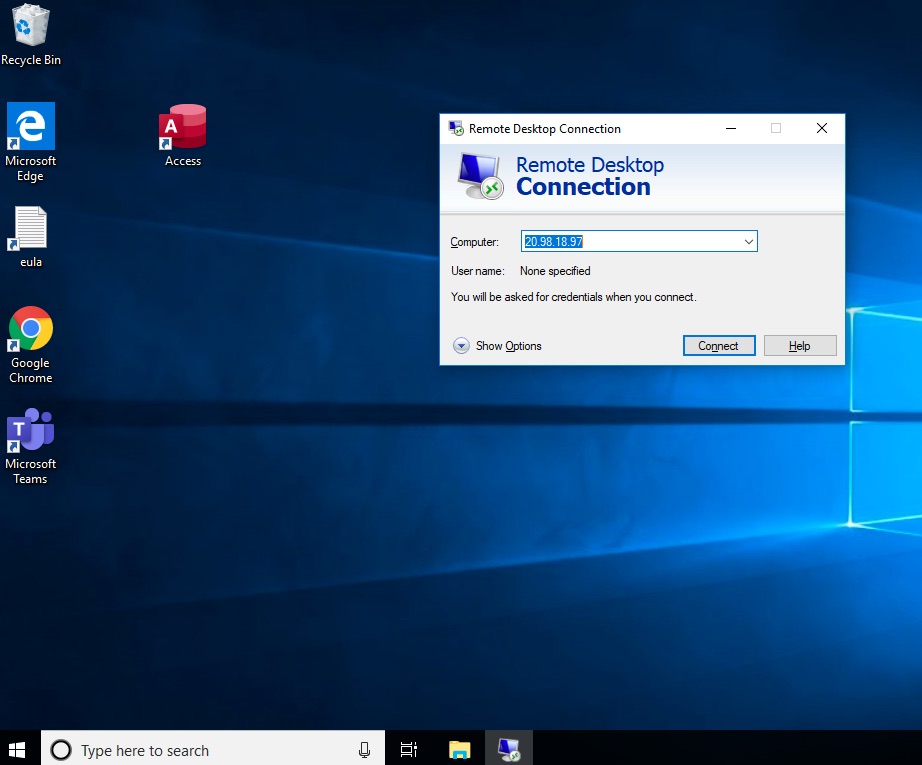 Recycle Bin
Microsoft
Edge
A
Access
eula
Google
Chrome
T
Microsoft
Teams
Remote Desktop Connection
Remote Desktop
Connection
Computer: 20.98.18.97
User name: None specified
You will be asked for credentials when you connect.
Show Options
Connect
Help
Type here to search